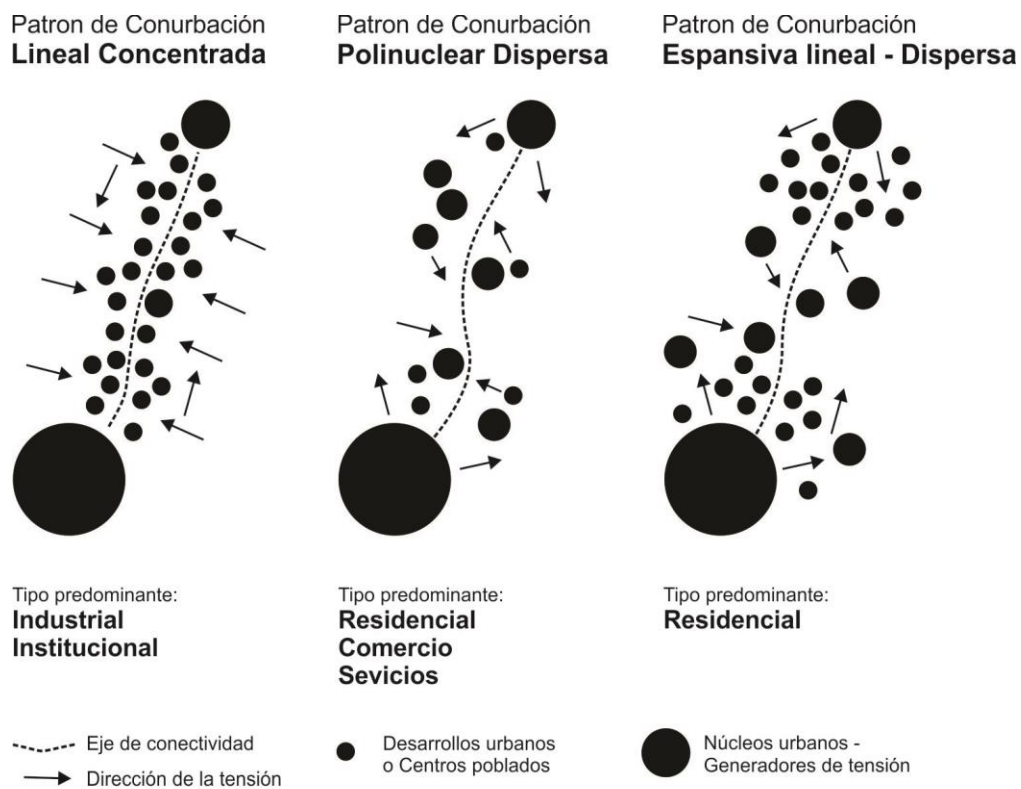 Patron de Conurbación
Lineal Concentrada
Patron de Conurbación
Polinuclear Dispersa
Patron de Conurbación
Espansiva lineal - Dispersa
Tipo predominante:
Industrial
Institucional
Tipo predominante:
Residencial
Comercio
Sevicios
Tipo predominante:
Residencial
Eje de conectividad
Dirección de la tensión
Desarrollos urbanos
o Centros poblados
Núcleos urbanos -
Generadores de tensión